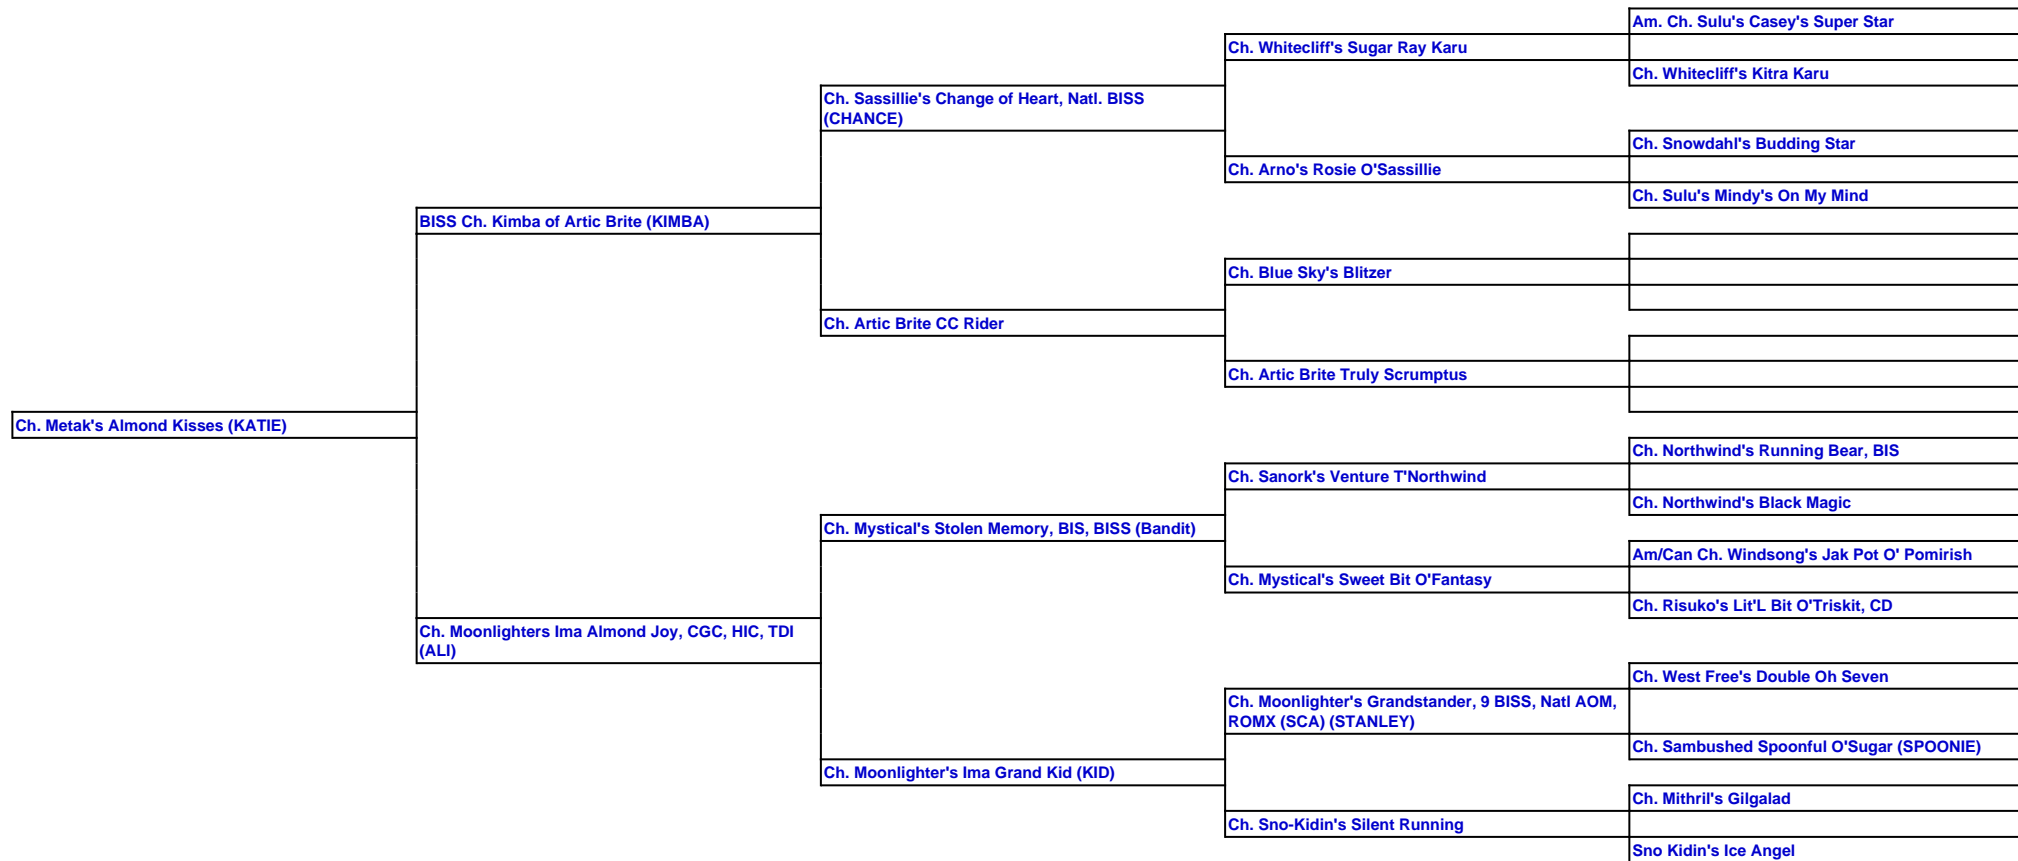 Am. Ch. Sulu's Casey's Super Star
Ch. Whitecliff's Sugar Ray Karu
Ch. Whitecliff's Kitra Karu
Ch. Sassillie's Change of Heart, Natl. BISS
(CHANCE)
Ch. Snowdahl's Budding Star
Ch. Arno's Rosie O'Sassillie
Ch. Sulu's Mindy's On My Mind
BISS Ch. Kimba of Artic Brite (KIMBA)
Ch. Blue Sky's Blitzer
Ch. Artic Brite CC Rider
Ch. Artic Brite Truly Scrumptus
Ch. Metak's Almond Kisses (KATIE)
Ch. Northwind's Running Bear, BIS
Ch. Sanork's Venture T'Northwind
Ch. Northwind's Black Magic
Ch. Mystical's Stolen Memory, BIS, BISS (Bandit)
Am/Can Ch. Windsong's Jak Pot O' Pomirish
Ch. Mystical's Sweet Bit O'Fantasy
Ch. Risuko's Lit'L Bit O'Triskit, CD
Ch. Moonlighters Ima Almond Joy, CGC, HIC, TDI
(ALI)
Ch. West Free's Double Oh Seven
Ch. Moonlighter's Grandstander, 9 BISS, Natl AOM,
ROMX (SCA) (STANLEY)
Ch. Sambushed Spoonful O'Sugar (SPOONIE)
Ch. Moonlighter's Ima Grand Kid (KID)
Ch. Mithril's Gilgalad
Ch. Sno-Kidin's Silent Running
Sno Kidin's Ice Angel